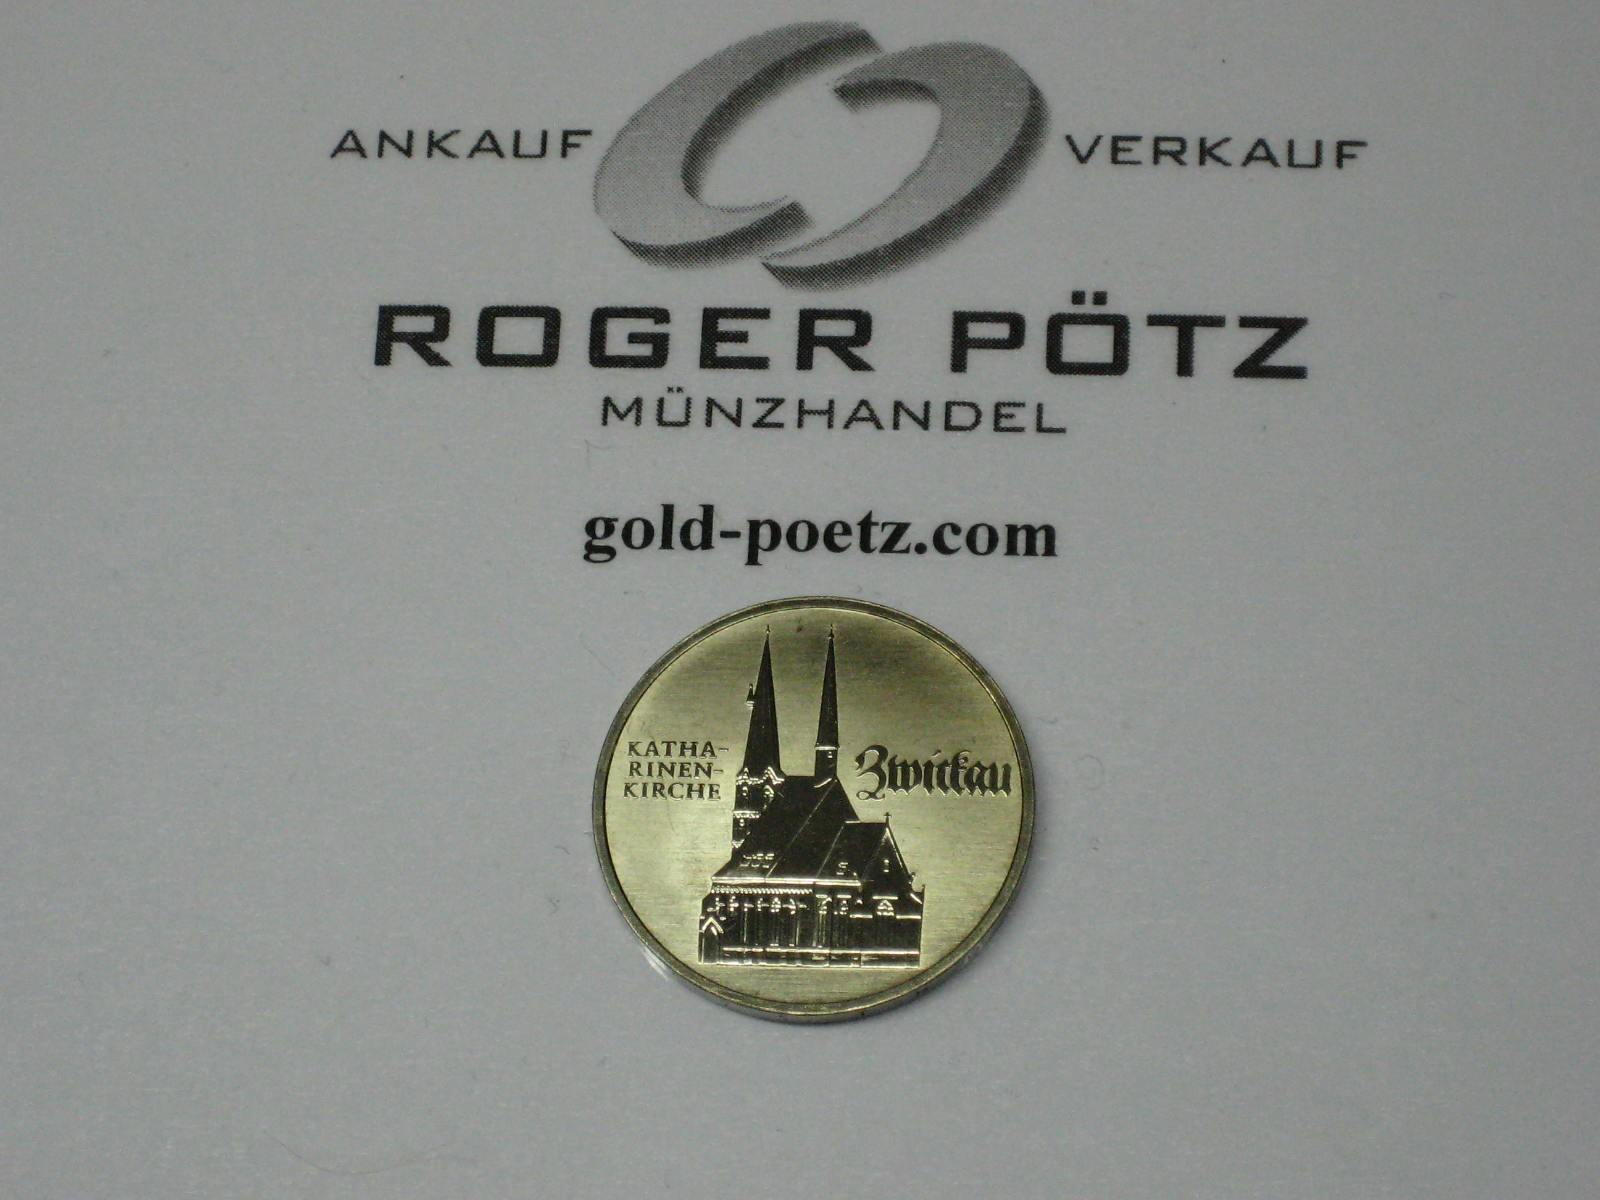 ANKAUF VERKAUF
ROGER PÖTZ
MÜNZHANDEL
gold-poetz.com
KATHA-
RINEN-
KIRCHE
Zwickau